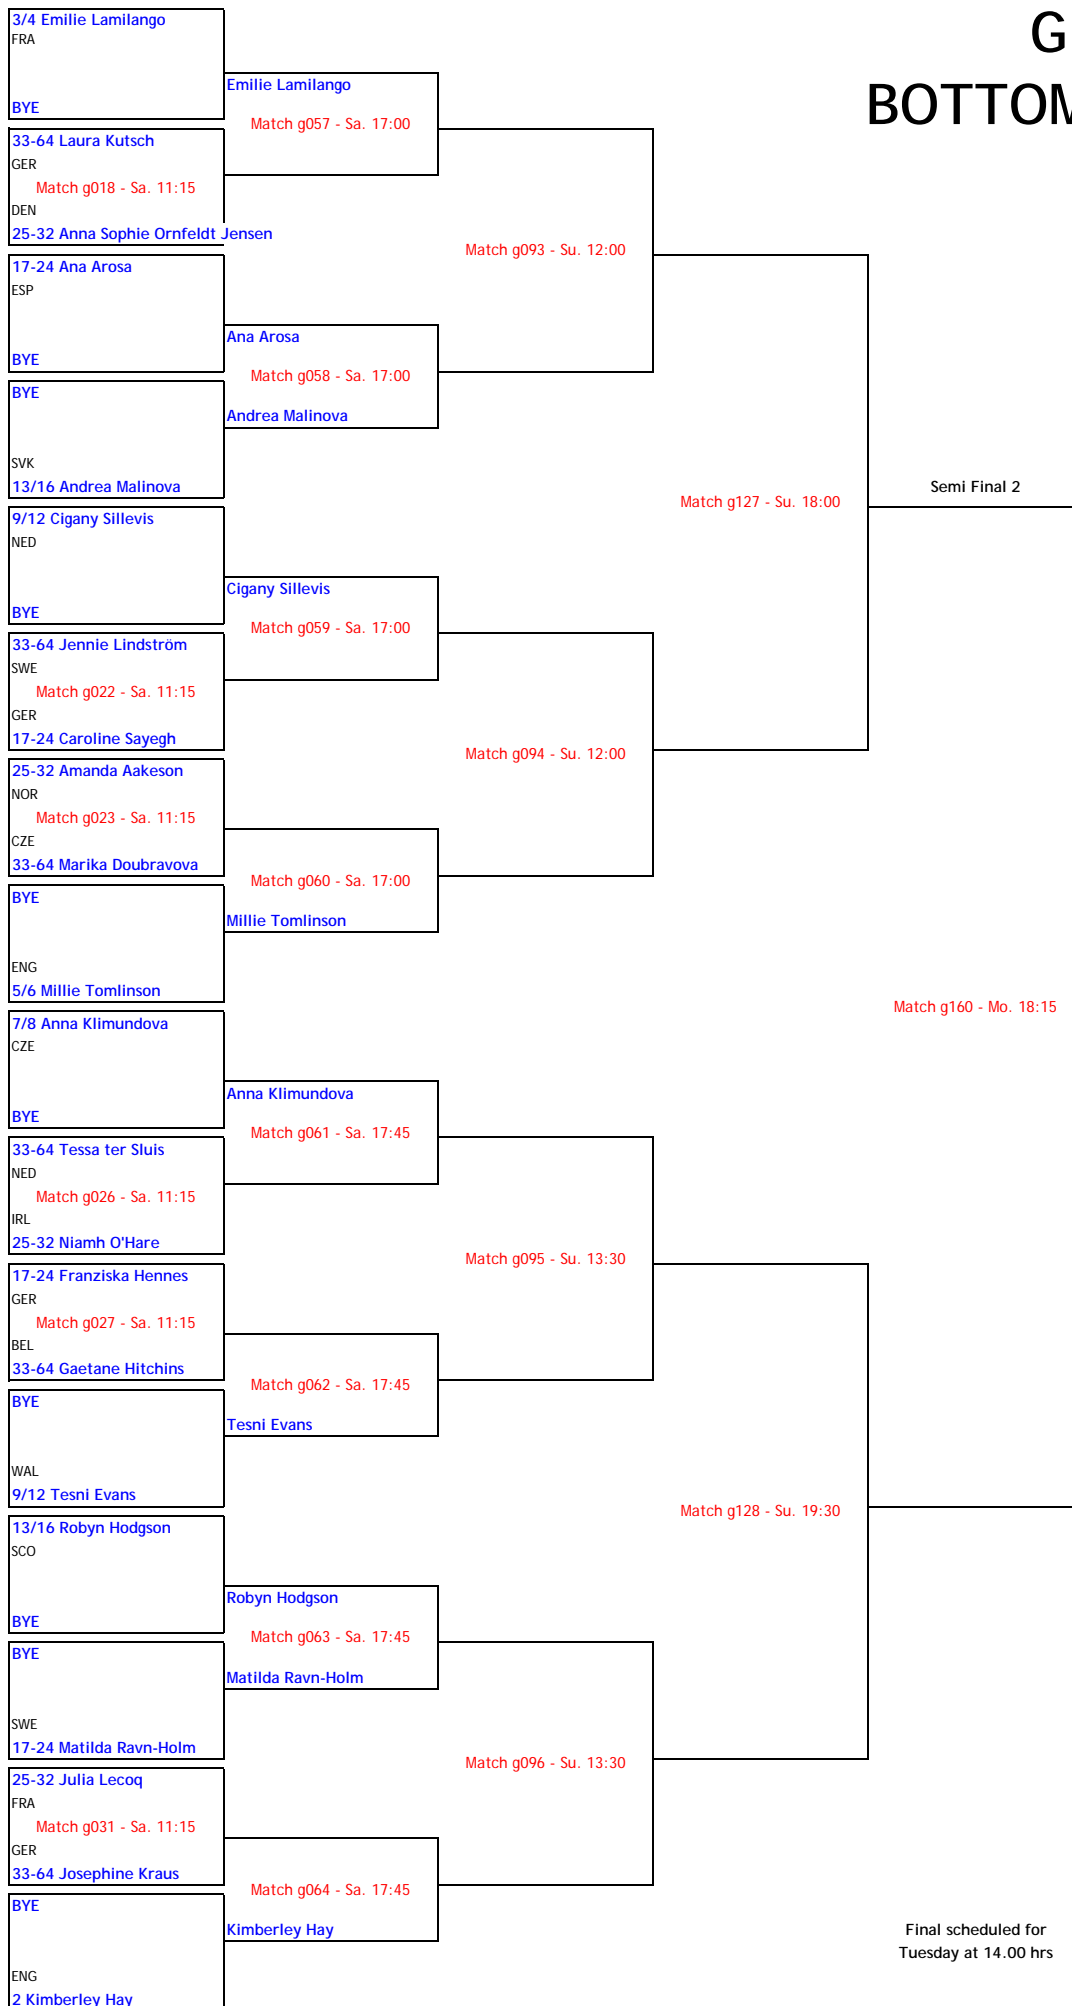 G
BOTTOM
3/4 Emilie Lamilango
FRA
BYE
33-64 Laura Kutsch
GER
Match g018 - Sa. 11:15
DEN
25-32 Anna Sophie Ornfeldt Jensen
17-24 Ana Arosa
ESP
BYE
BYE
SVK
13/16 Andrea Malinova
9/12 Cigany Sillevis
NED
BYE
33-64 Jennie Lindström
SWE
Match g022 - Sa. 11:15
GER
17-24 Caroline Sayegh
25-32 Amanda Aakeson
NOR
Match g023 - Sa. 11:15
CZE
33-64 Marika Doubravova
BYE
ENG
5/6 Millie Tomlinson
7/8 Anna Klimundova
CZE
BYE
33-64 Tessa ter Sluis
NED
Match g026 - Sa. 11:15
IRL
25-32 Niamh O'Hare
17-24 Franziska Hennes
GER
Match g027 - Sa. 11:15
BEL
33-64 Gaetane Hitchins
BYE
WAL
9/12 Tesni Evans
13/16 Robyn Hodgson
SCO
BYE
BYE
SWE
17-24 Matilda Ravn-Holm
25-32 Julia Lecoq
FRA
Match g031 - Sa. 11:15
GER
33-64 Josephine Kraus
BYE
ENG
2 Kimberley Hay
Emilie Lamilango
Match g057 - Sa. 17:00
Ana Arosa
Match g058 - Sa. 17:00
Andrea Malinova
Cigany Sillevis
Match g059 - Sa. 17:00
Match g060 - Sa. 17:00
Millie Tomlinson
Anna Klimundova
Match g061 - Sa. 17:45
Match g062 - Sa. 17:45
Tesni Evans
Robyn Hodgson
Match g063 - Sa. 17:45
Matilda Ravn-Holm
Match g064 - Sa. 17:45
Kimberley Hay
Match g093 - Su. 12:00
Match g094 - Su. 12:00
Match g095 - Su. 13:30
Match g096 - Su. 13:30
Match g127 - Su. 18:00
Match g128 - Su. 19:30
Semi Final 2
Match g160 - Mo. 18:15
Final scheduled for
Tuesday at 14.00 hrs